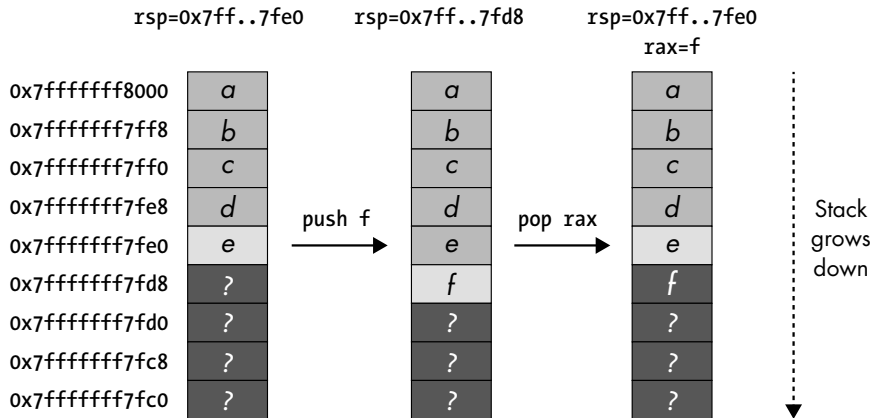 rsp=0x7ff..7fe0 rsp=0x7ff..7fd8 rsp=0x7ff..7fe0
rax=f
0x7fffffff8000 a a a
0x7fffffff7ff8 b b b
0x7fffffff7ff0 c c c
0x7fffffff7fe8 d d d
push f pop rax
0x7fffffff7fe0 e e e
0x7fffffff7fd8 ? f f
0x7fffffff7fd0 ? ? ?
0x7fffffff7fc8 ? ? ?
0x7fffffff7fc0 ? ? ?
Stack
grows
down